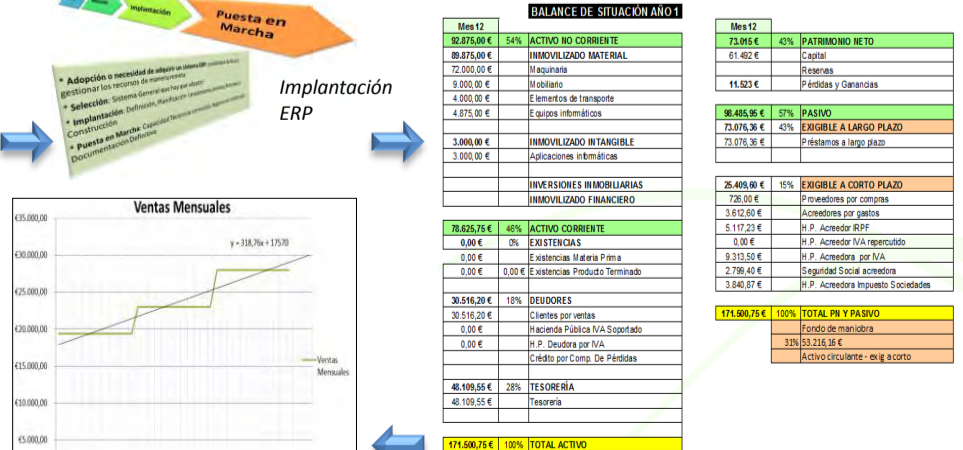 implantación
Puesta en
Marcha
* Adopción o necesidad de adquirir un sistema ERP
gestionar los recursos de manera
* Selección: Sistema General que hay que
* Implantación: Definición, Planificación
Construcción
* Puesta en Marcha: Capacidad Técnica
Documentación Definitivo
Implantación
ERP
Ventas Mensuales
€35.000,00
y = 318,76x + 17570
€30.000,00
€25.000,00
€20.000,00
€15.000,00
€10.000,00
€5.000,00
Ventas
Mensuales
BALANCE DE SITUACIÓN AÑO 1
Mes 12
92.875,00 € 54% ACTIVO NO CORRIENTE
89.875,00 € INMOVILIZADO MATERIAL
72.000,00 € Maquinaria
9.000,00 € Mobiliario
4.000,00 € Elementos de transporte
4.875,00 € Equipos informáticos
3.000,00 € INMOVILIZADO INTANGIBLE
3.000,00 € Aplicaciones informáticas
INVERSIONES INMOBILIARIAS
INMOVILIZADO FINANCIERO
78.625,75 € 46% ACTIVO CORRIENTE
0,00 € 0% EXISTENCIAS
0,00 € Existencias Materia Prima
0,00 € 0,00 € Existencias Producto Terminado
30.516,20 € 18% DEUDORES
30.516,20 € Clientes por ventas
0,00 € Hacienda Pública IVA Soportado
0,00 € H.P. Deudora por IVA
Crédito por Comp. De Pérdidas
48.109,55 € 28% TESORERÍA
48.109,55 € Tesorería
171.500,75 € 100% TOTAL ACTIVO
Mes 12
73.015 € 43% PATRIMONIO NETO
61.492 € Capital
Reservas
11.523 € Pérdidas y Ganancias
98.485,95 € 57% PASIVO
73.076,36 € 43% EXIGIBLE A LARGO PLAZO
73.076,36 € Préstamos a largo plazo
25.409,60 € 15% EXIGIBLE A CORTO PLAZO
726,00 € Proveedores por compras
3.612,60 € Acreedores por gastos
5.117,23 € H.P. Acreedor IRPF
0,00 € H.P. Acreedor IVA repercutido
9.313,50 € H.P. Acreedora por IVA
2.799,40 € Seguridad Social acreedora
3.840,87 € H.P. Acreedora Impuesto Sociedades
171.500,75 € 100% TOTAL PN Y PASIVO
Fondo de maniobra
31% 53.216,16 €
Activo circulante - exig a corto